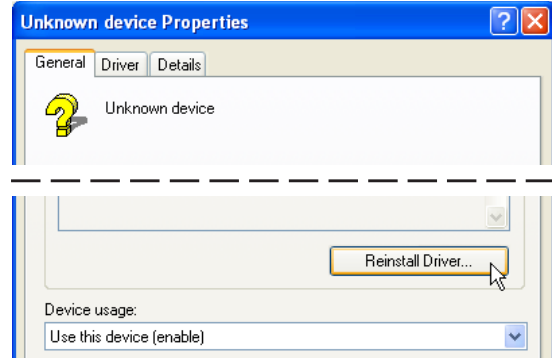 Unknown device Properties
General Driver Details
Unknown device
Reinstall Driver...
Device usage:
Use this device (enable)